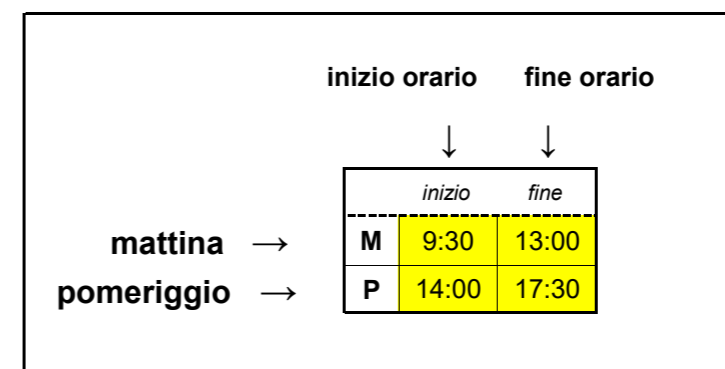 inizio orario fine orario
↓ ↓
inizio fine
mattina → M 9:30 13:00
pomeriggio → P 14:00 17:30